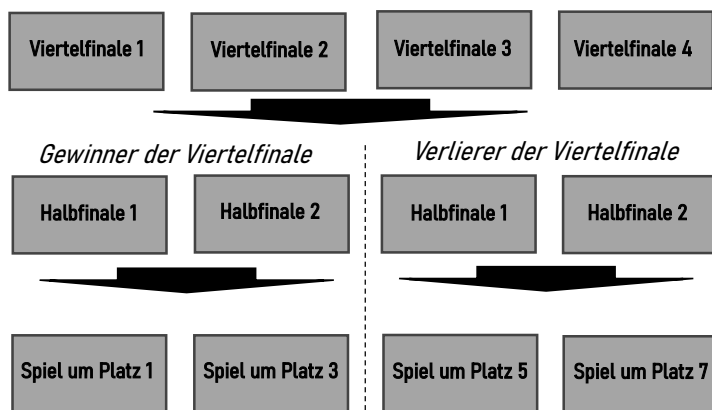 Viertelfinale 1
Viertelfinale 2
Viertelfinale 3
Viertelfinale 4
Gewinner der Viertelfinale
Verlierer der Viertelfinale
Halbfinale 1
Halbfinale 2
Halbfinale 1
Halbfinale 2
Spiel um Platz 1
Spiel um Platz 3
Spiel um Platz 5
Spiel um Platz 7